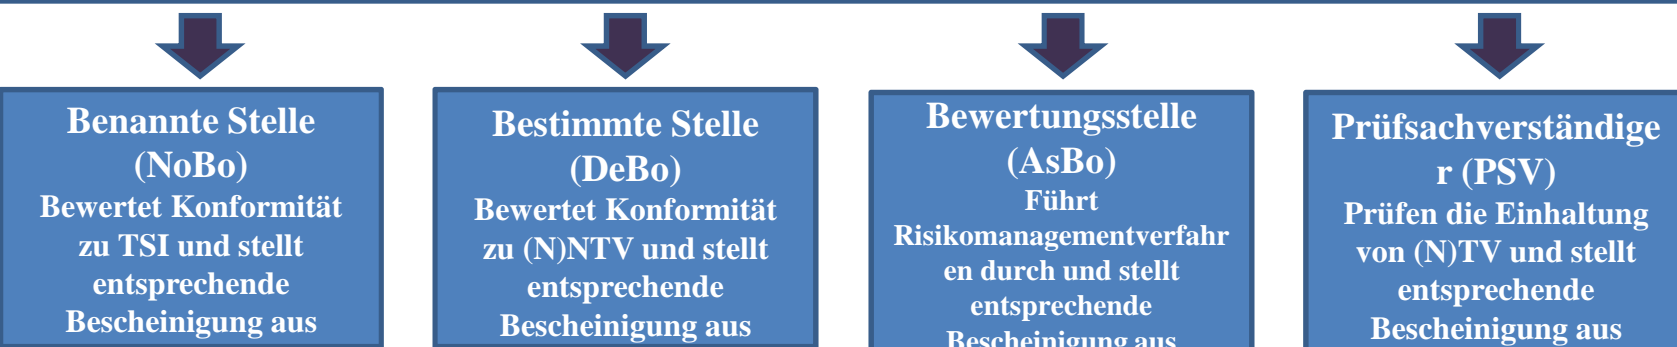 Benannte Stelle
(NoBo)
Bewertet Konformität
zu TSI und stellt
entsprechende
Bescheinigung aus
Bestimmte Stelle
(DeBo)
Bewertet Konformität
zu (N)NTV und stellt
entsprechende
Bescheinigung aus
Bewertungsstelle
(AsBo)
Führt
Risikomanagementverfahr
en durch und stellt
entsprechende
Bescheinigung aus
Prüfsachverständige
r (PSV)
Prüfen die Einhaltung
von (N)TV und stellt
entsprechende
Bescheinigung aus